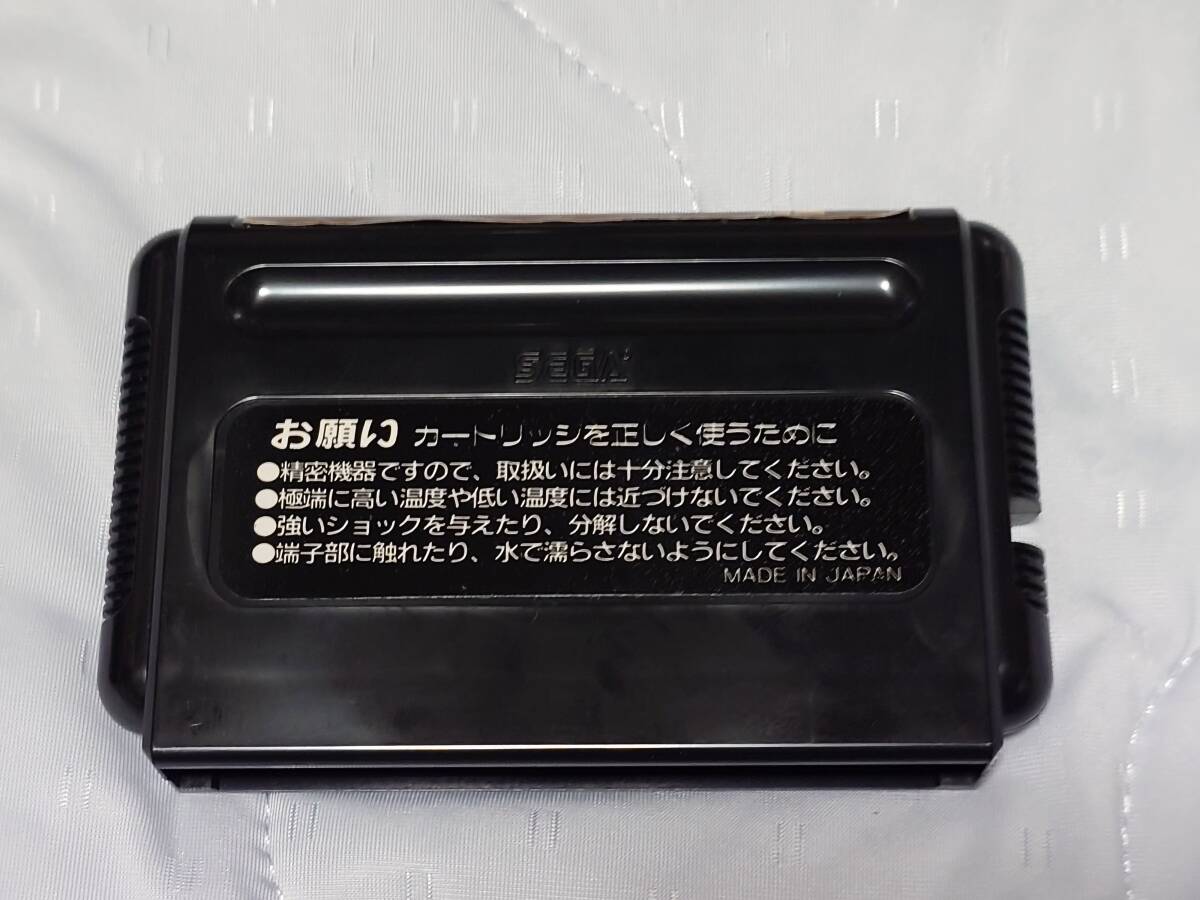 SEGA
お願い カートリッジを正しく使うために
●精密機器ですので、取扱いには十分注意してください。
●極端に高い温度や低い温度には近づけないでください。
●強いショックを与えたり、分解しないでください。
●端子部に触れたり、水で濡らさないようにしてください。
MADE IN JAPAN